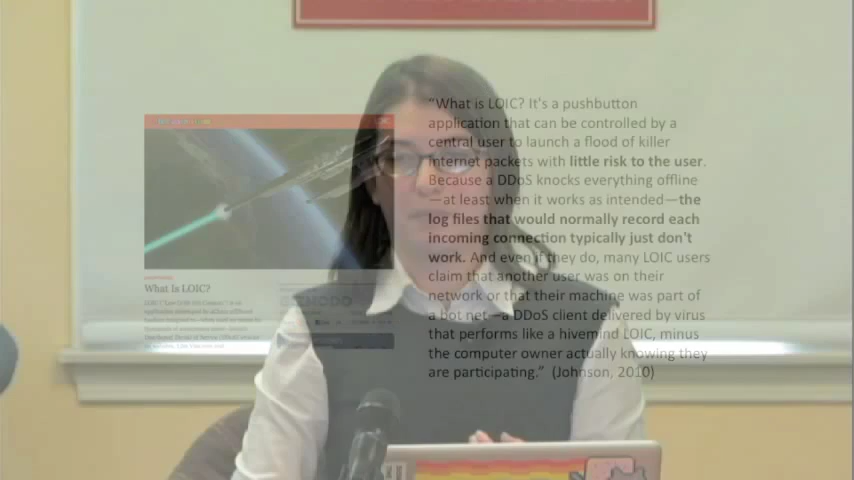 What Is LOIC?
GIZMODO
“What is LOIC? It’s a pushbutton
application that can be controlled by a
central user to launch a flood of killer
internet packets with little risk to the user.
Because a DDoS knocks everything offline
—at least when it works as intended—the
log files that would normally record each
incoming connection typically just don’t
work. And even if they do, many LOIC users
claim that another user was on their
network or that their machine was part of
a bot net—a DDoS client delivered by virus
that performs like a hivemind LOIC, minus
the computer owner actually knowing they
are participating.” (Johnson, 2010)